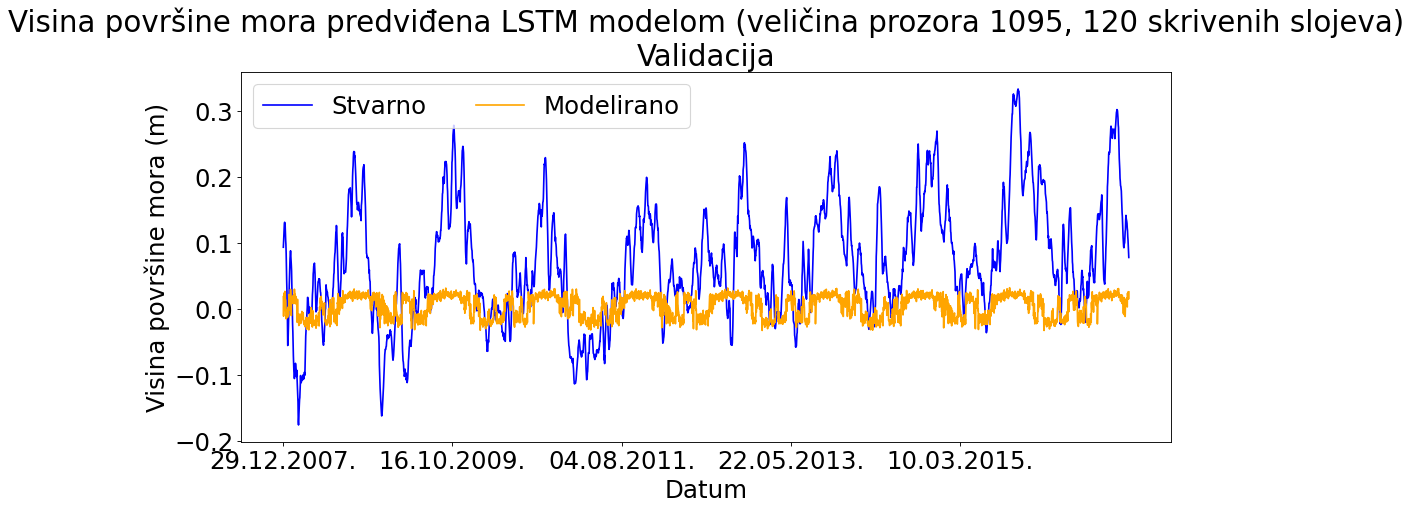 Visina površine mora predviđena LSTM modelom (veličina prozora 1095, 120 skrivenih slojeva)
Validacija
Stvarno
Modelirano
Visina površine mora (m)
0.3
0.2
0.1
0.0
−0.1
−0.2
29.12.2007.
16.10.2009.
04.08.2011.
22.05.2013.
10.03.2015.
Datum